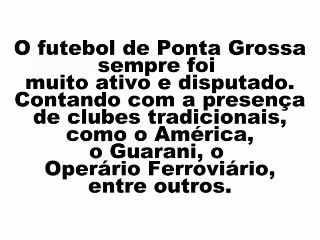 O futebol de Ponta Grossa
sempre foi
muito ativo e disputado.
Contando com a presença
de clubes tradicionais,
como o América,
o Guarani, o
Operário Ferroviário,
entre outros.